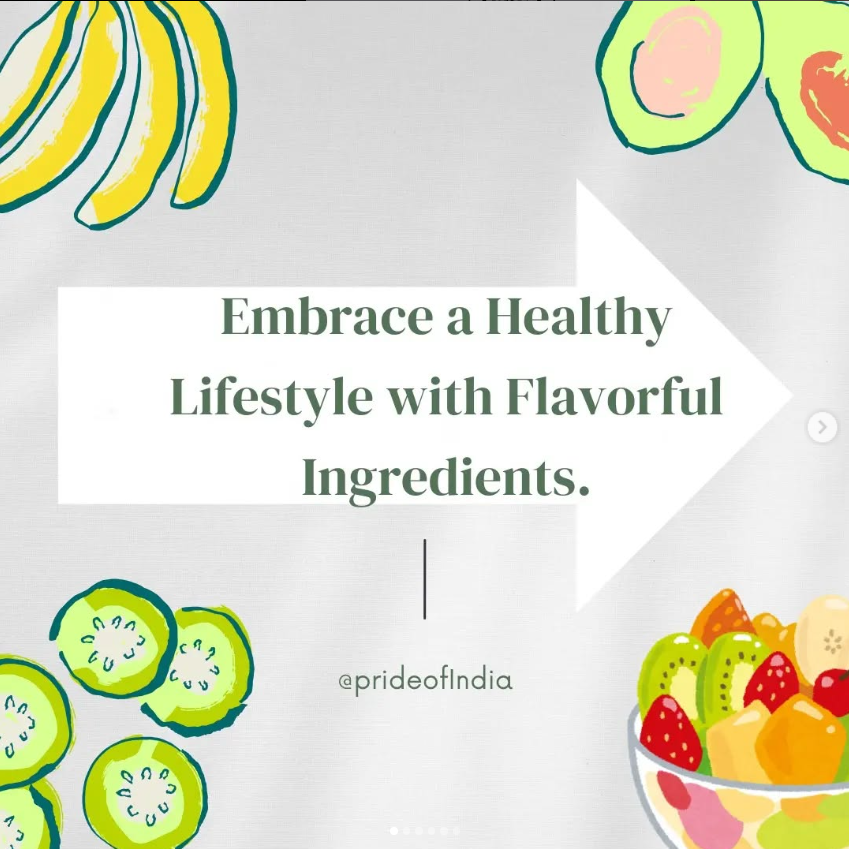 Embrace a Healthy
Lifestyle with Flavorful
Ingredients.
@prideofIndia